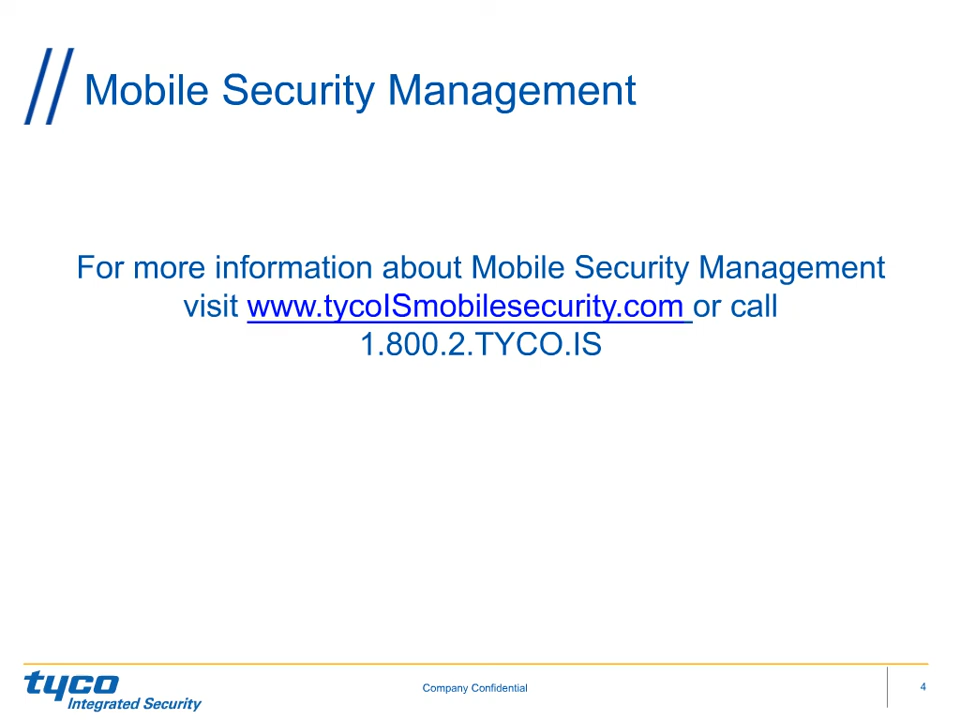 Mobile Security Management
For more information about Mobile Security Management
visit www.tycoISmobilesecurity.com or call
1.800.2.TYCO.IS
tyco
Integrated Security
Company Confidential
4